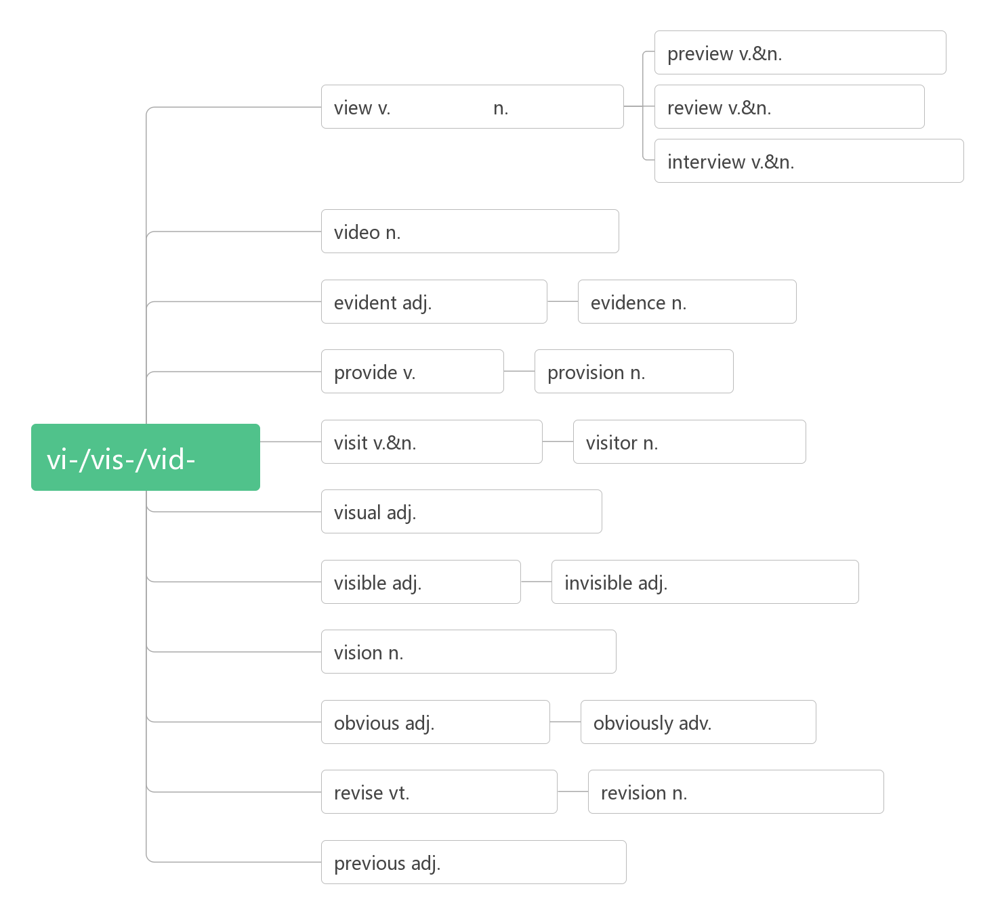 preview v.&n.
view v. n.
review v.&n.
interview v.&n.
video n.
evident adj.
evidence n.
provide v.
provision n.
vi-/vis-/vid-
visit v.&n.
visitor n.
visual adj.
visible adj.
invisible adj.
vision n.
obvious adj.
obviously adv.
revise vt.
revision n.
previous adj.